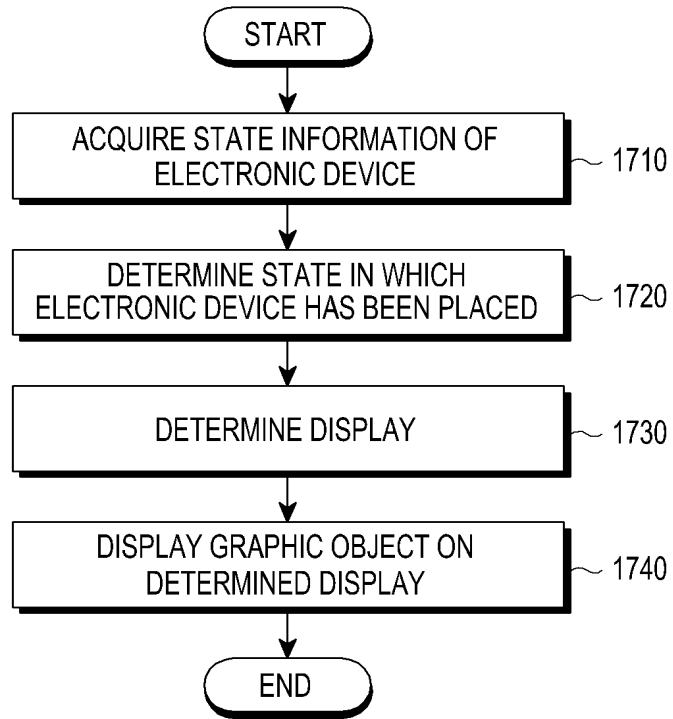 START
ACQUIRE STATE INFORMATION OF
ELECTRONIC DEVICE
1710
DETERMINE STATE IN WHICH
ELECTRONIC DEVICE HAS BEEN PLACED
1720
DETERMINE DISPLAY
1730
DISPLAY GRAPHIC OBJECT ON
DETERMINED DISPLAY
1740
END